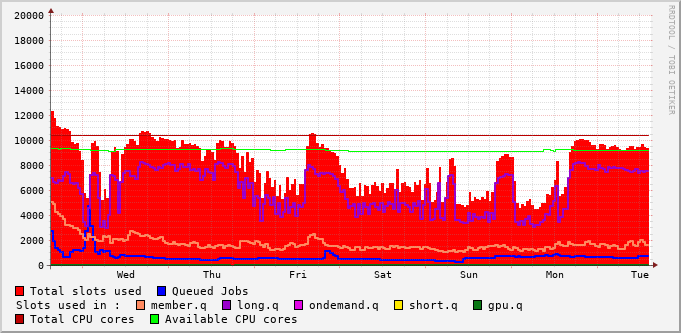 RRDTOOL / TOBI OETIKER
20000
18000
16000
14000
12000
10000
8000
6000
4000
2000
0
Wed Thu Fri Sat Sun Mon Tue
Total slots used Queued Jobs
Slots used in : member.q long.q ondemand.q short.q gpu.q
Total CPU cores Available CPU cores